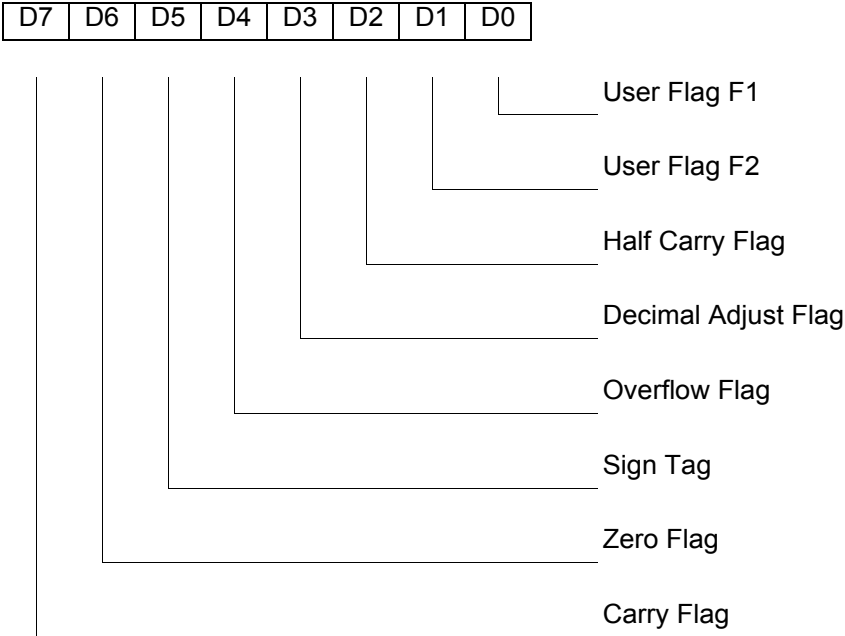 D7 D6 D5 D4 D3 D2 D1 D0
User Flag F1
User Flag F2
Half Carry Flag
Decimal Adjust Flag
Overflow Flag
Sign Tag
Zero Flag
Carry Flag